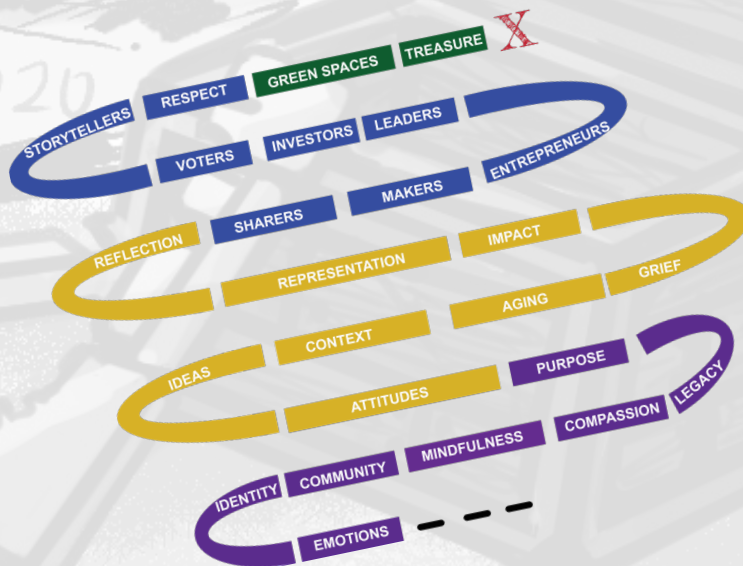 GREEN SPACES TREASURE X
STORYTELLERS RESPECT
VOTERS INVESTORS LEADERS ENTREPRENEURS
SHARERS MAKERS
REFLECTION
REPRESENTATION IMPACT
GRIEF
CONTEXT AGING
IDEAS
ATTITUDES PURPOSE
LEGACY
MINDFULNESS COMPASSION
IDENTITY COMMUNITY
EMOTIONS
20